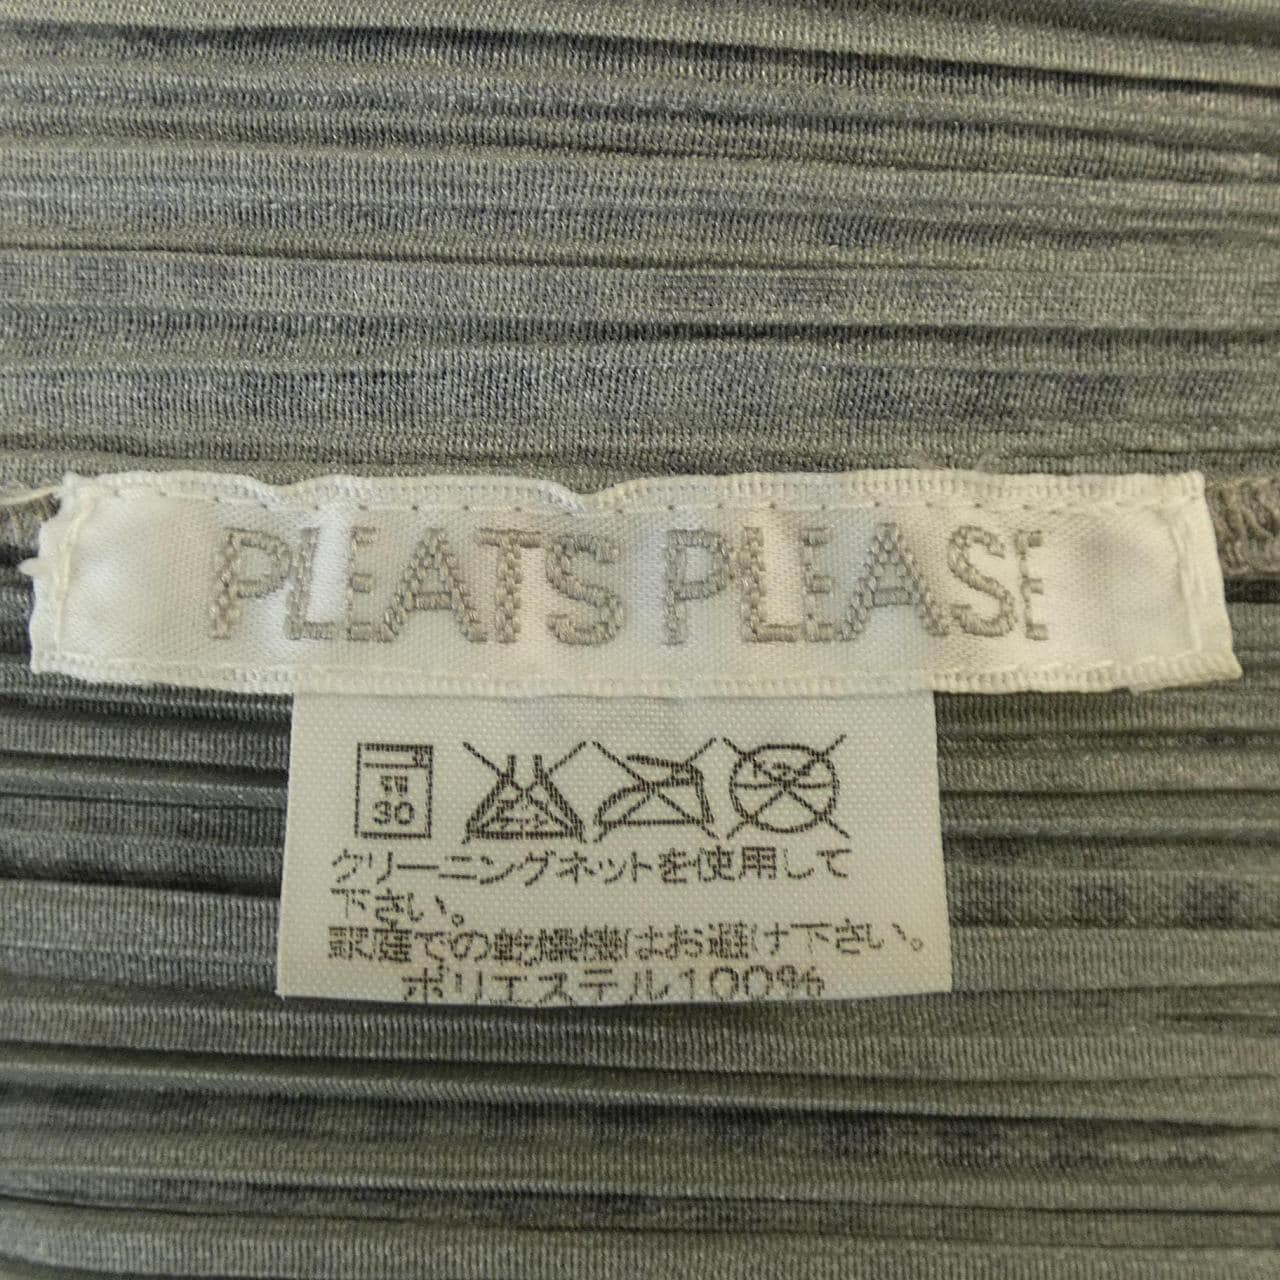 PLEATS PLEASE
弱
30
クリーニングネットを使用して
下さい。
家庭での乾燥機はお避け下さい。
ポリエステル100%